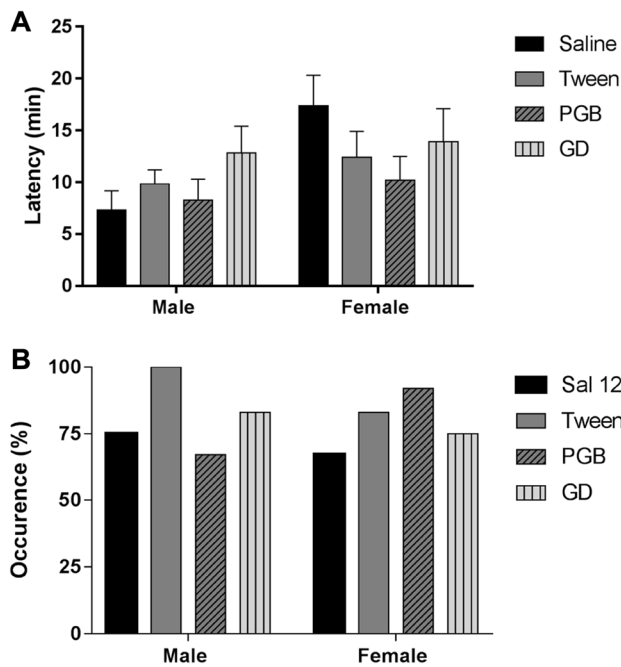 A
Latency (min)
25
20
15
10
5
0
Male
Female
Saline
Tween
PGB
GD
B
Occurence (%)
100
75
50
25
0
Male
Female
Sal 12
Tween
PGB
GD